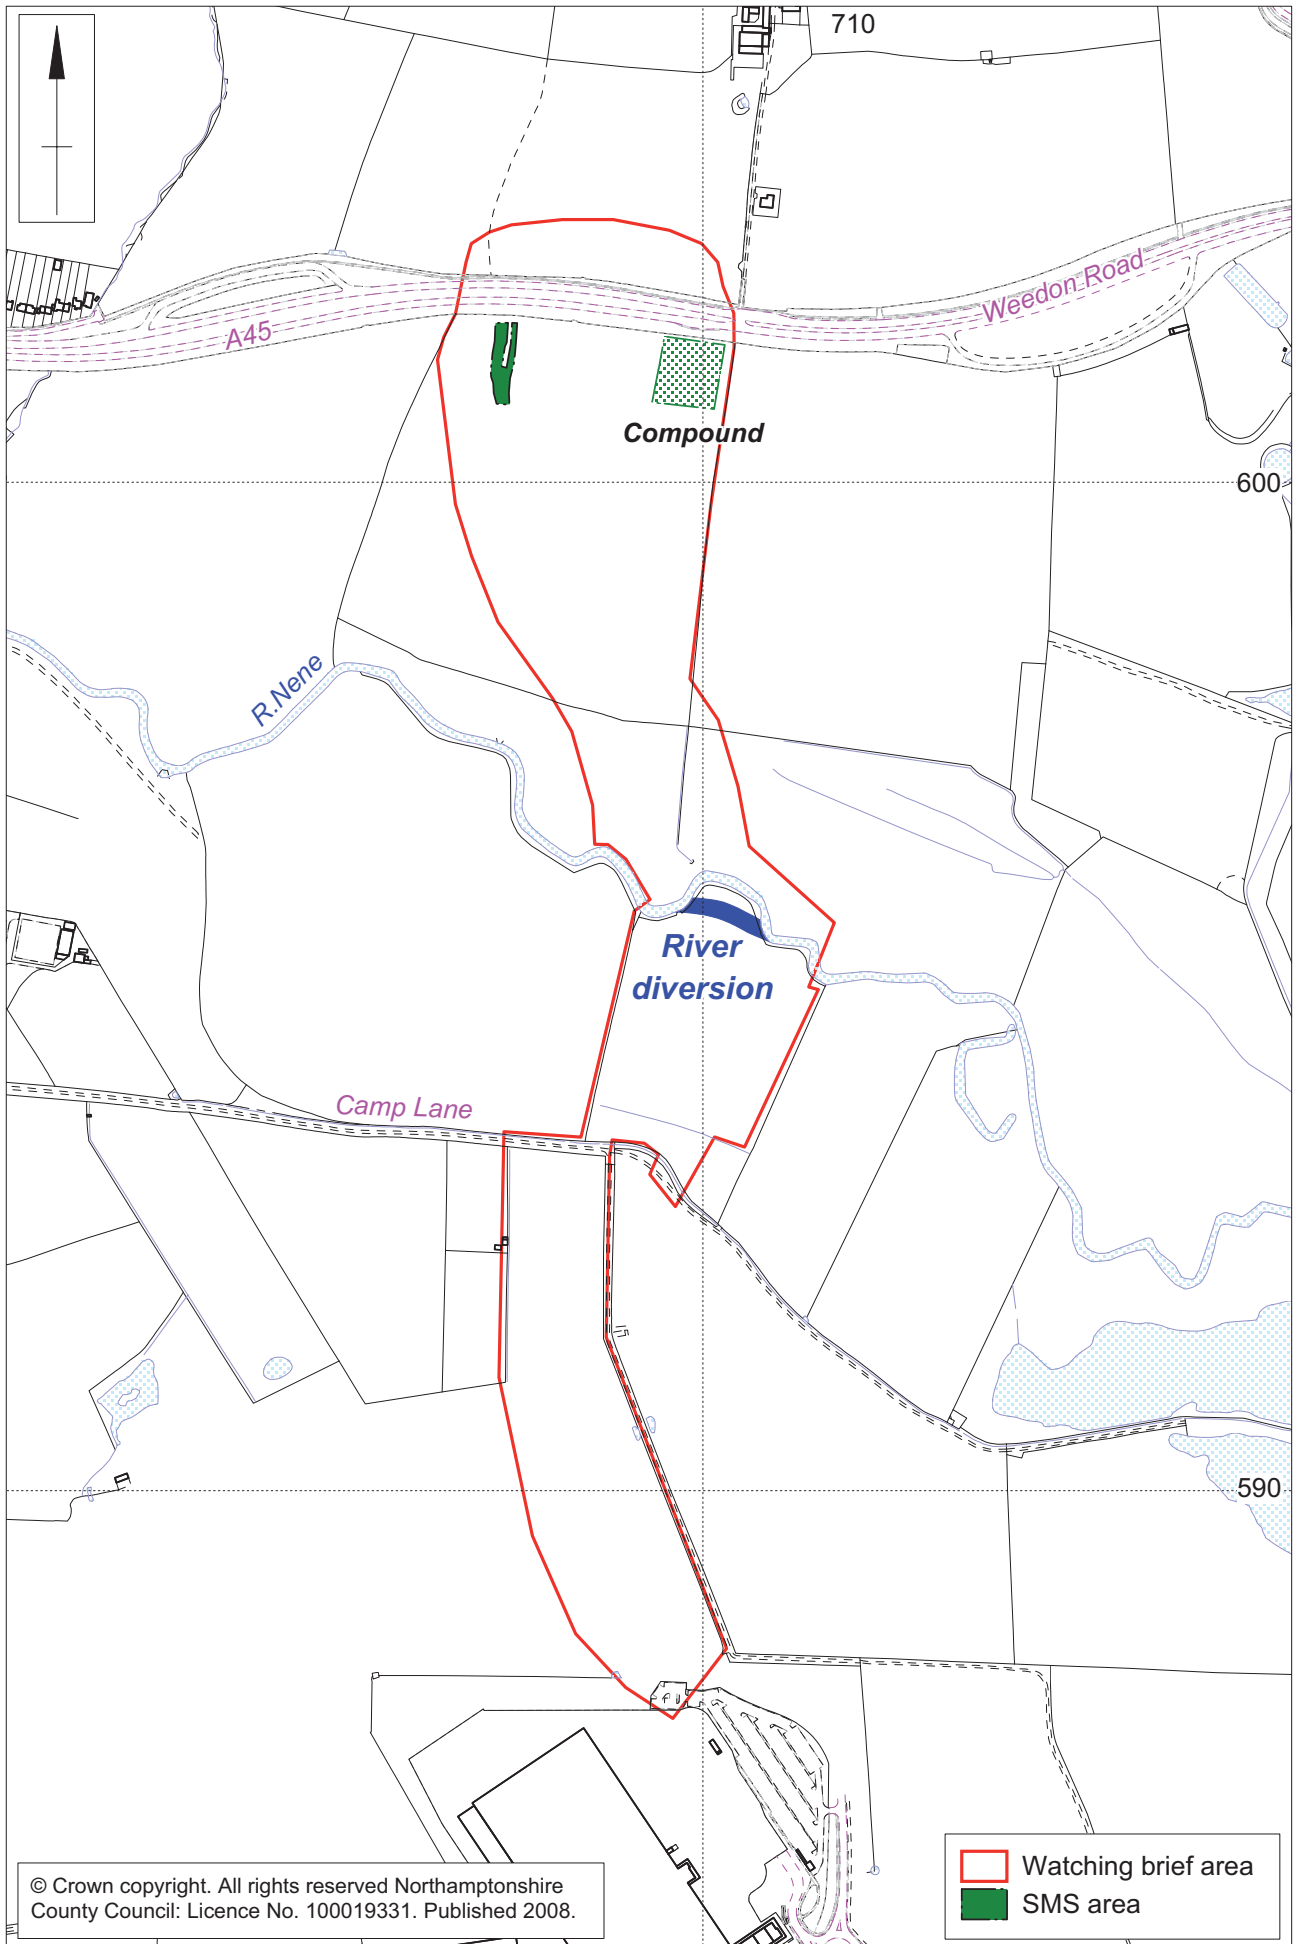 710
Weedon Road
A45
Compound
600
R.Nene
River
diversion
Camp Lane
590
Watching brief area
SMS area
© Crown copyright. All rights reserved Northamptonshire
County Council: Licence No. 100019331. Published 2008.